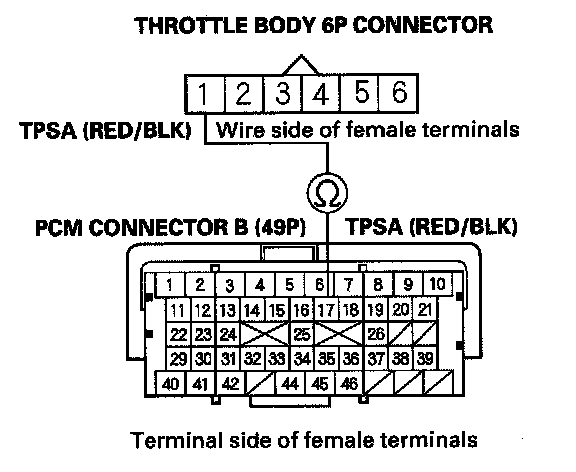 THROTTLE BODY 6P CONNECTOR
1 2 3 4 5 6
TPSA (RED/BLK) Wire side of female terminals
Ω
PCM CONNECTOR B (49P) TPSA (RED/BLK)
1 2 3 4 5 6 7 8 9 10
11 12 13 14 15 16 17 18 19 20 21
22 23 24 25 26
29 30 31 32 33 34 35 36 37 38 39
40 41 42 44 45 46
Terminal side of female terminals